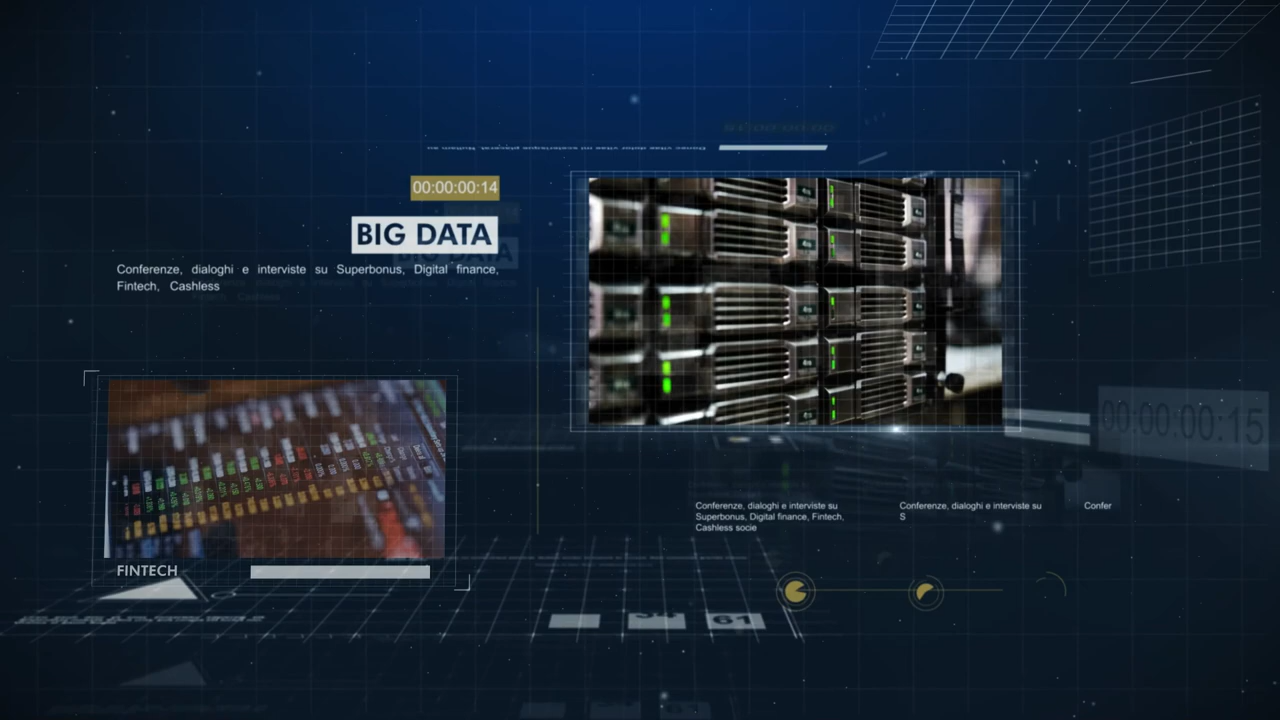 00:00:00:14
BIG DATA
Conferenze, dialoghi e interviste su Superbonus, Digital finance,
Fintech, Cashless
00:00:00:15
Conferenze, dialoghi e interviste su
Superbonus, Digital finance, Fintech,
Cashless socie
Conferenze, dialoghi e interviste su
S
Confer
FINTECH
61